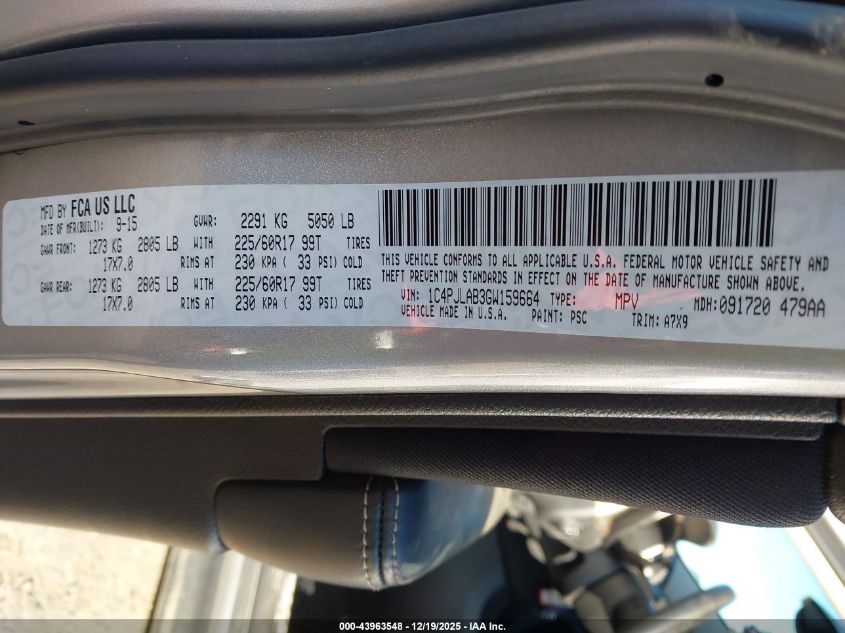 MFD BY FCA US LLC
DATE OF MFR(BUILT): 9-15 GVWR: 2291 KG 5050 LB
GAWR FRONT: 1273 KG 2805 LB WITH 225/60R17 99T TIRES
17X7.0 RIMS AT 230 KPA ( 33 PSI) COLD
GAWR REAR: 1273 KG 2805 LB WITH 225/60R17 99T TIRES
17X7.0 RIMS AT 230 KPA ( 33 PSI) COLD
THIS VEHICLE CONFORMS TO ALL APPLICABLE U.S.A. FEDERAL MOTOR VEHICLE SAFETY AND
THEFT PREVENTION STANDARDS IN EFFECT ON THE DATE OF MANUFACTURE SHOWN ABOVE.
VIN: 1C4PJLAB3GW159664 TYPE: MPV MDH:091720 479AA
VEHICLE MADE IN U.S.A. PAINT: PSC TRIM: A7X9
000-43963548 - 12/19/2025 - IAA Inc.